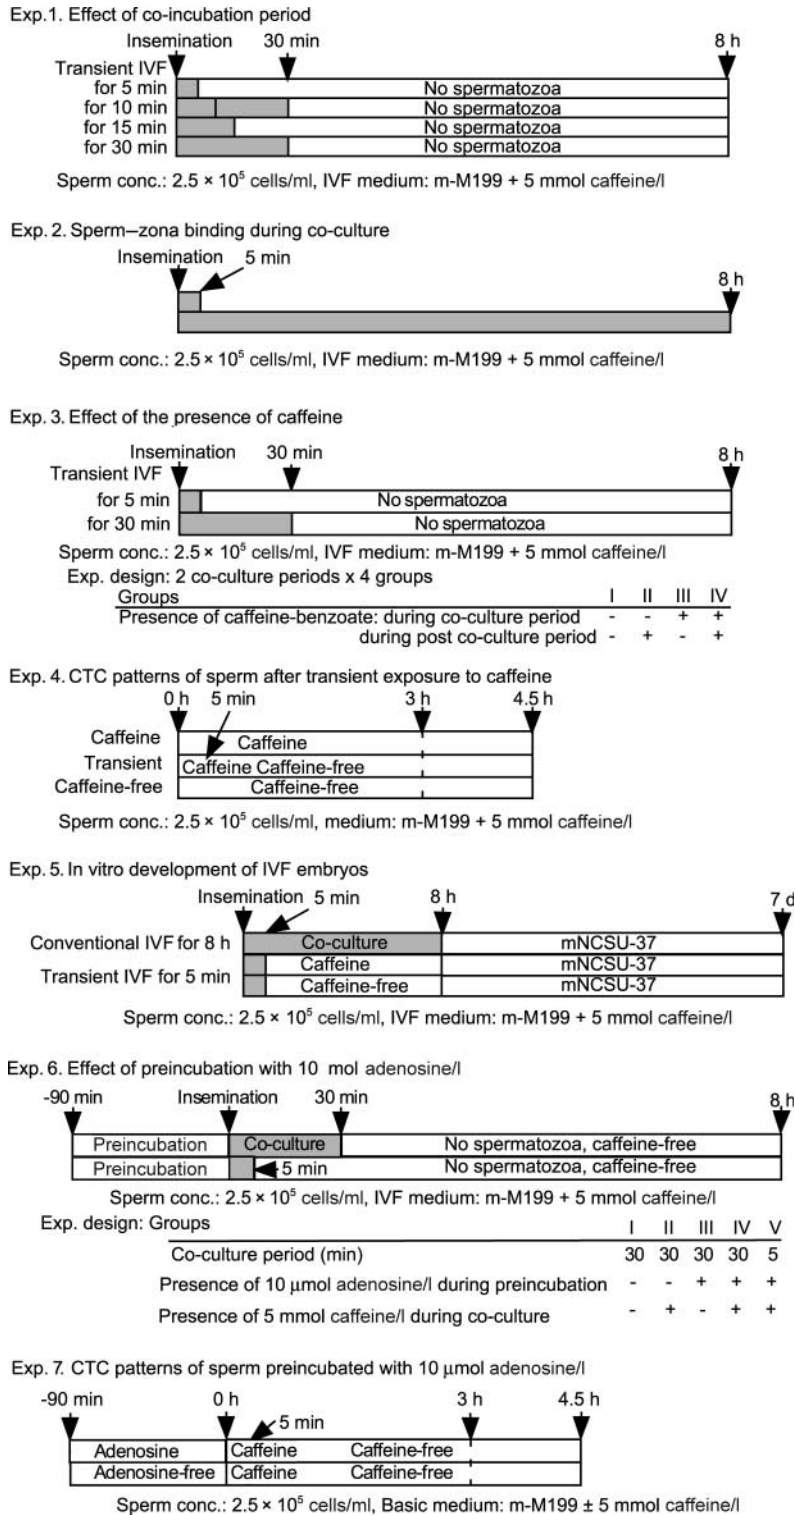 Exp.1. Effect of co-incubation period
Insemination 30 min 8 h
Transient IVF
for 5 min No spermatozoa
for 10 min No spermatozoa
for 15 min No spermatozoa
for 30 min No spermatozoa
Sperm conc.: 2.5 × 10⁵ cells/ml, IVF medium: m-M199 + 5 mmol caffeine/l
Exp. 2. Sperm–zona binding during co-culture
Insemination 5 min
8 h
Sperm conc.: 2.5 × 10⁵ cells/ml, IVF medium: m-M199 + 5 mmol caffeine/l
Exp. 3. Effect of the presence of caffeine
Insemination 30 min 8 h
Transient IVF
for 5 min No spermatozoa
for 30 min No spermatozoa
Sperm conc.: 2.5 × 10⁵ cells/ml, IVF medium: m-M199 + 5 mmol caffeine/l
Exp. design: 2 co-culture periods x 4 groups
Groups I II III IV
Presence of caffeine-benzoate: during co-culture period - - + +
during post co-culture period - + - +
Exp. 4. CTC patterns of sperm after transient exposure to caffeine
0 h 5 min 3 h 4.5 h
Caffeine Caffeine
Transient Caffeine Caffeine-free
Caffeine-free Caffeine-free
Sperm conc.: 2.5 × 10⁵ cells/ml, medium: m-M199 + 5 mmol caffeine/l
Exp. 5. In vitro development of IVF embryos
Insemination 5 min 8 h 7 d
Conventional IVF for 8 h Co-culture mNCSU-37
Transient IVF for 5 min Caffeine mNCSU-37
Caffeine-free mNCSU-37
Sperm conc.: 2.5 × 10⁵ cells/ml, IVF medium: m-M199 + 5 mmol caffeine/l
Exp. 6. Effect of preincubation with 10 mol adenosine/l
-90 min Insemination 30 min 8 h
Preincubation Co-culture No spermatozoa, caffeine-free
Preincubation 5 min No spermatozoa, caffeine-free
Sperm conc.: 2.5 × 10⁵ cells/ml, IVF medium: m-M199 + 5 mmol caffeine/l
Exp. design: Groups I II III IV V
Co-culture period (min) 30 30 30 30 5
Presence of 10 μmol adenosine/l during preincubation - - + + +
Presence of 5 mmol caffeine/l during co-culture - + - + +
Exp. 7. CTC patterns of sperm preincubated with 10 μmol adenosine/l
-90 min 0 h 3 h 4.5 h
5 min
Adenosine Caffeine Caffeine-free
Adenosine-free Caffeine Caffeine-free
Sperm conc.: 2.5 × 10⁵ cells/ml, Basic medium: m-M199 ± 5 mmol caffeine/l